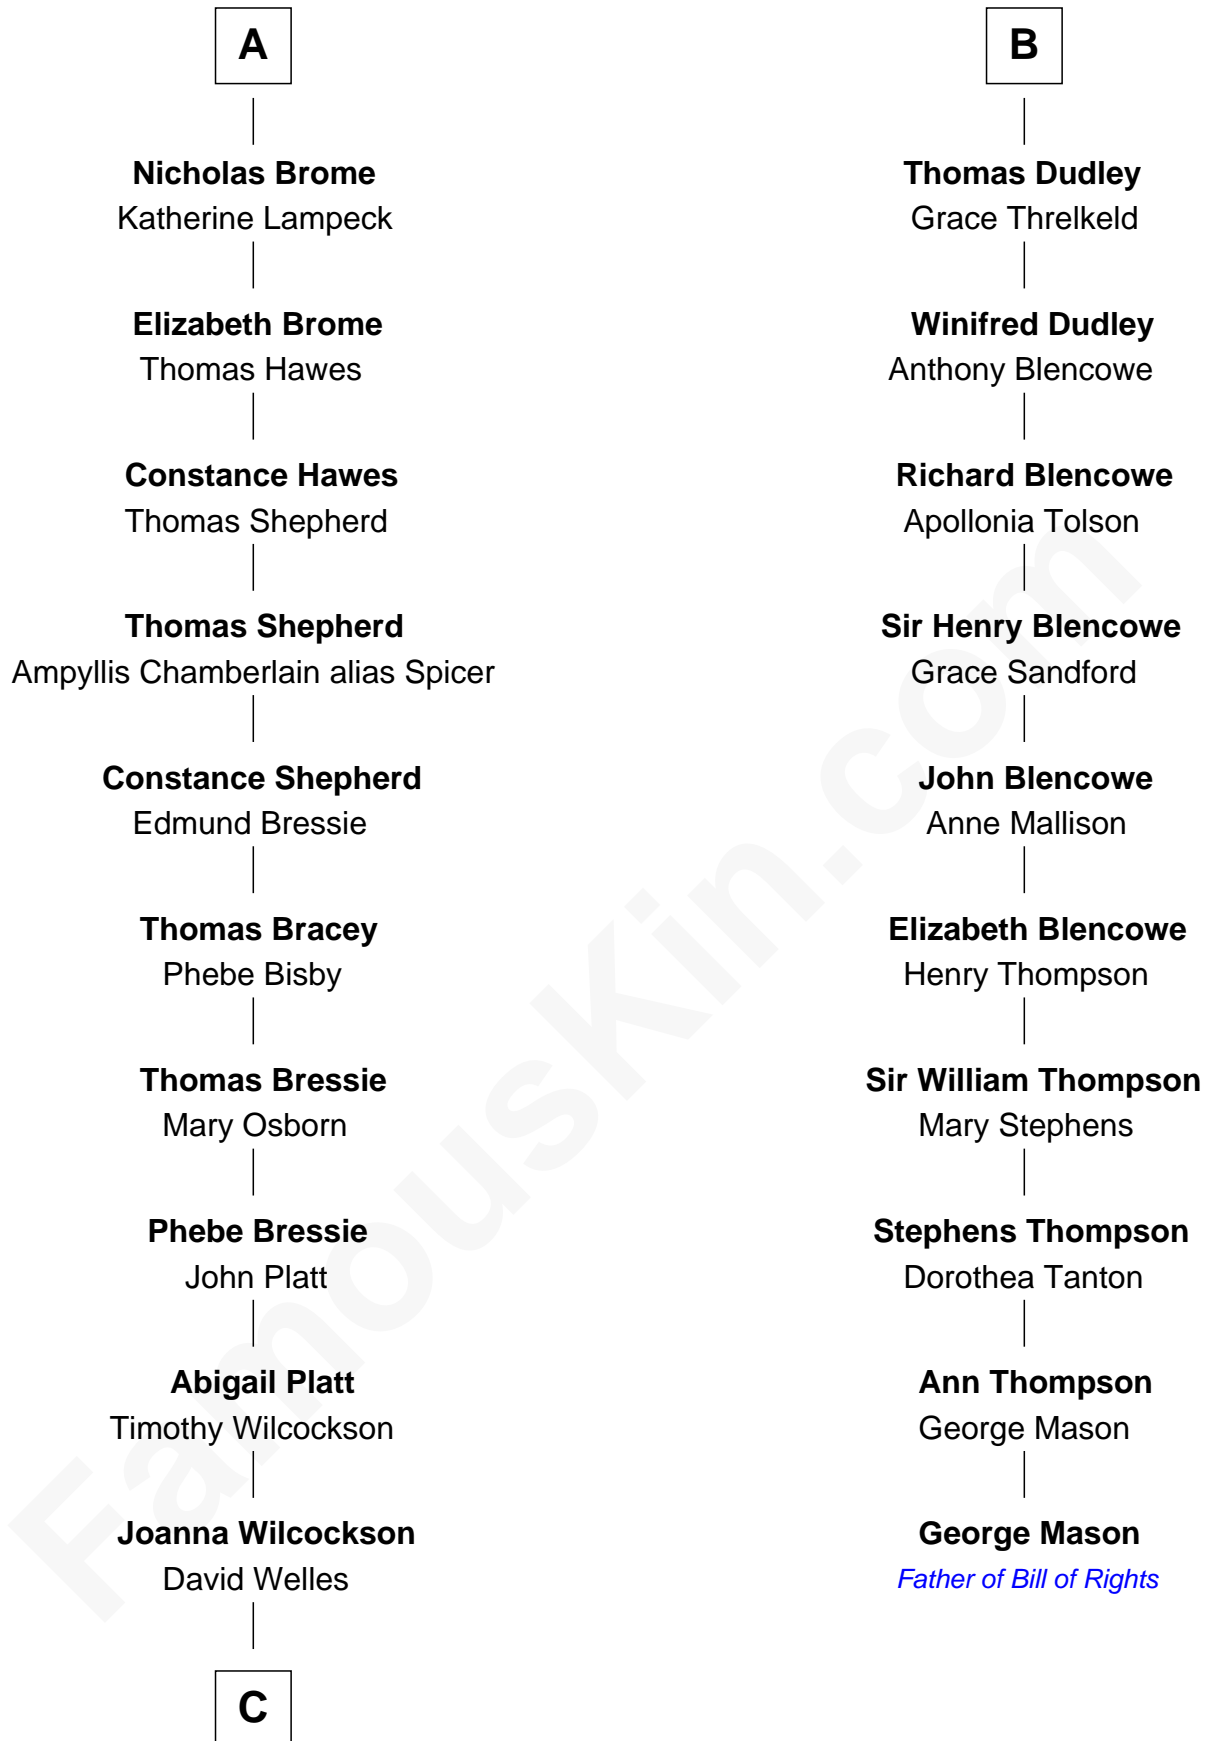 A
Nicholas Brome
Katherine Lampeck
Elizabeth Brome
Thomas Hawes
Constance Hawes
Thomas Shepherd
Thomas Shepherd
Ampyllis Chamberlain alias Spicer
Constance Shepherd
Edmund Bressie
Thomas Bracey
Phebe Bisby
Thomas Bressie
Mary Osborn
Phebe Bressie
John Platt
Abigail Platt
Timothy Wilcockson
Joanna Wilcockson
David Welles
C
B
Thomas Dudley
Grace Threlkeld
Winifred Dudley
Anthony Blencowe
Richard Blencowe
Apollonia Tolson
Sir Henry Blencowe
Grace Sandford
John Blencowe
Anne Mallison
Elizabeth Blencowe
Henry Thompson
Sir William Thompson
Mary Stephens
Stephens Thompson
Dorothea Tanton
Ann Thompson
George Mason
George Mason
Father of Bill of Rights
FamousKin.com